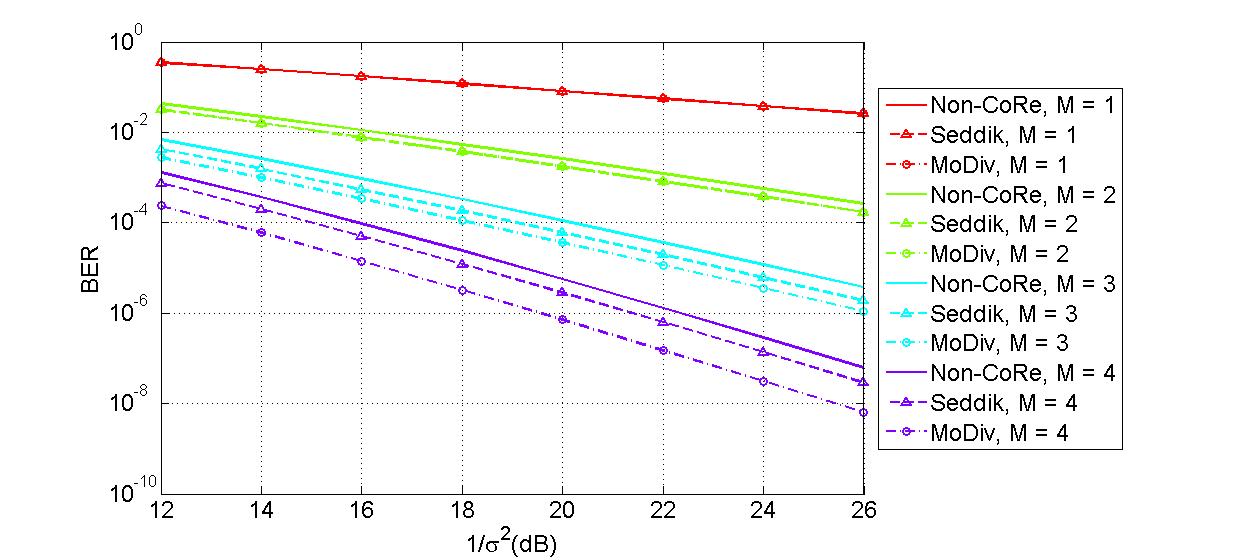 10^0
10^-2
10^-4
10^-6
10^-8
10^-10
BER
12 14 16 18 20 22 24 26
1/σ^2(dB)
Non-CoRe, M = 1
Seddik, M = 1
MoDiv, M = 1
Non-CoRe, M = 2
Seddik, M = 2
MoDiv, M = 2
Non-CoRe, M = 3
Seddik, M = 3
MoDiv, M = 3
Non-CoRe, M = 4
Seddik, M = 4
MoDiv, M = 4